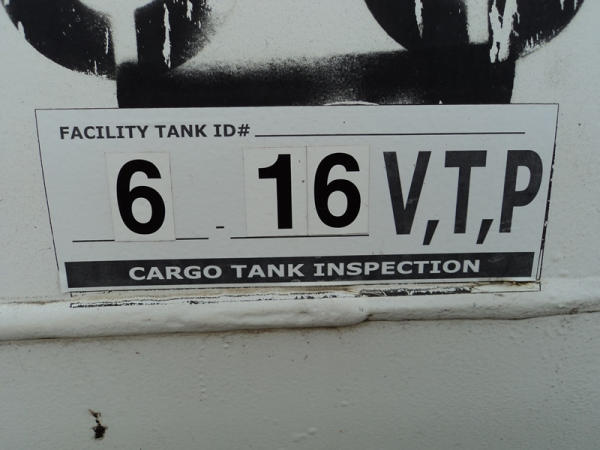 FACILITY TANK ID#
6 - 16 V,T,P
CARGO TANK INSPECTION